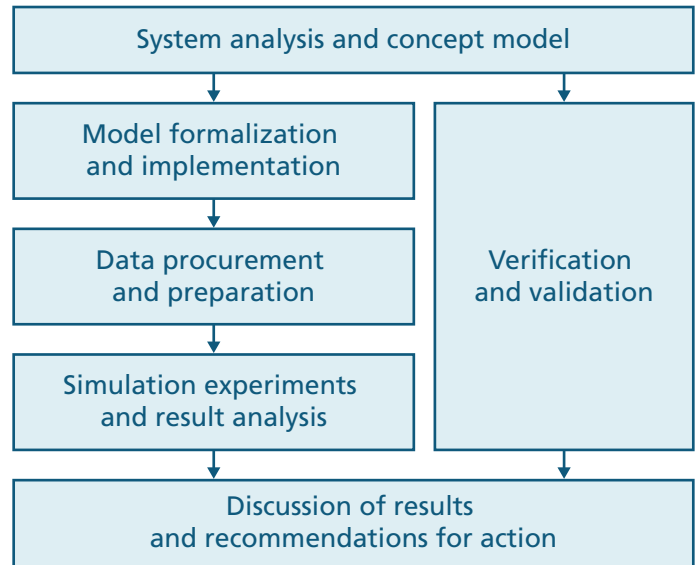 System analysis and concept model
Model formalization
and implementation
Data procurement
and preparation
Simulation experiments
and result analysis
Verification
and validation
Discussion of results
and recommendations for action